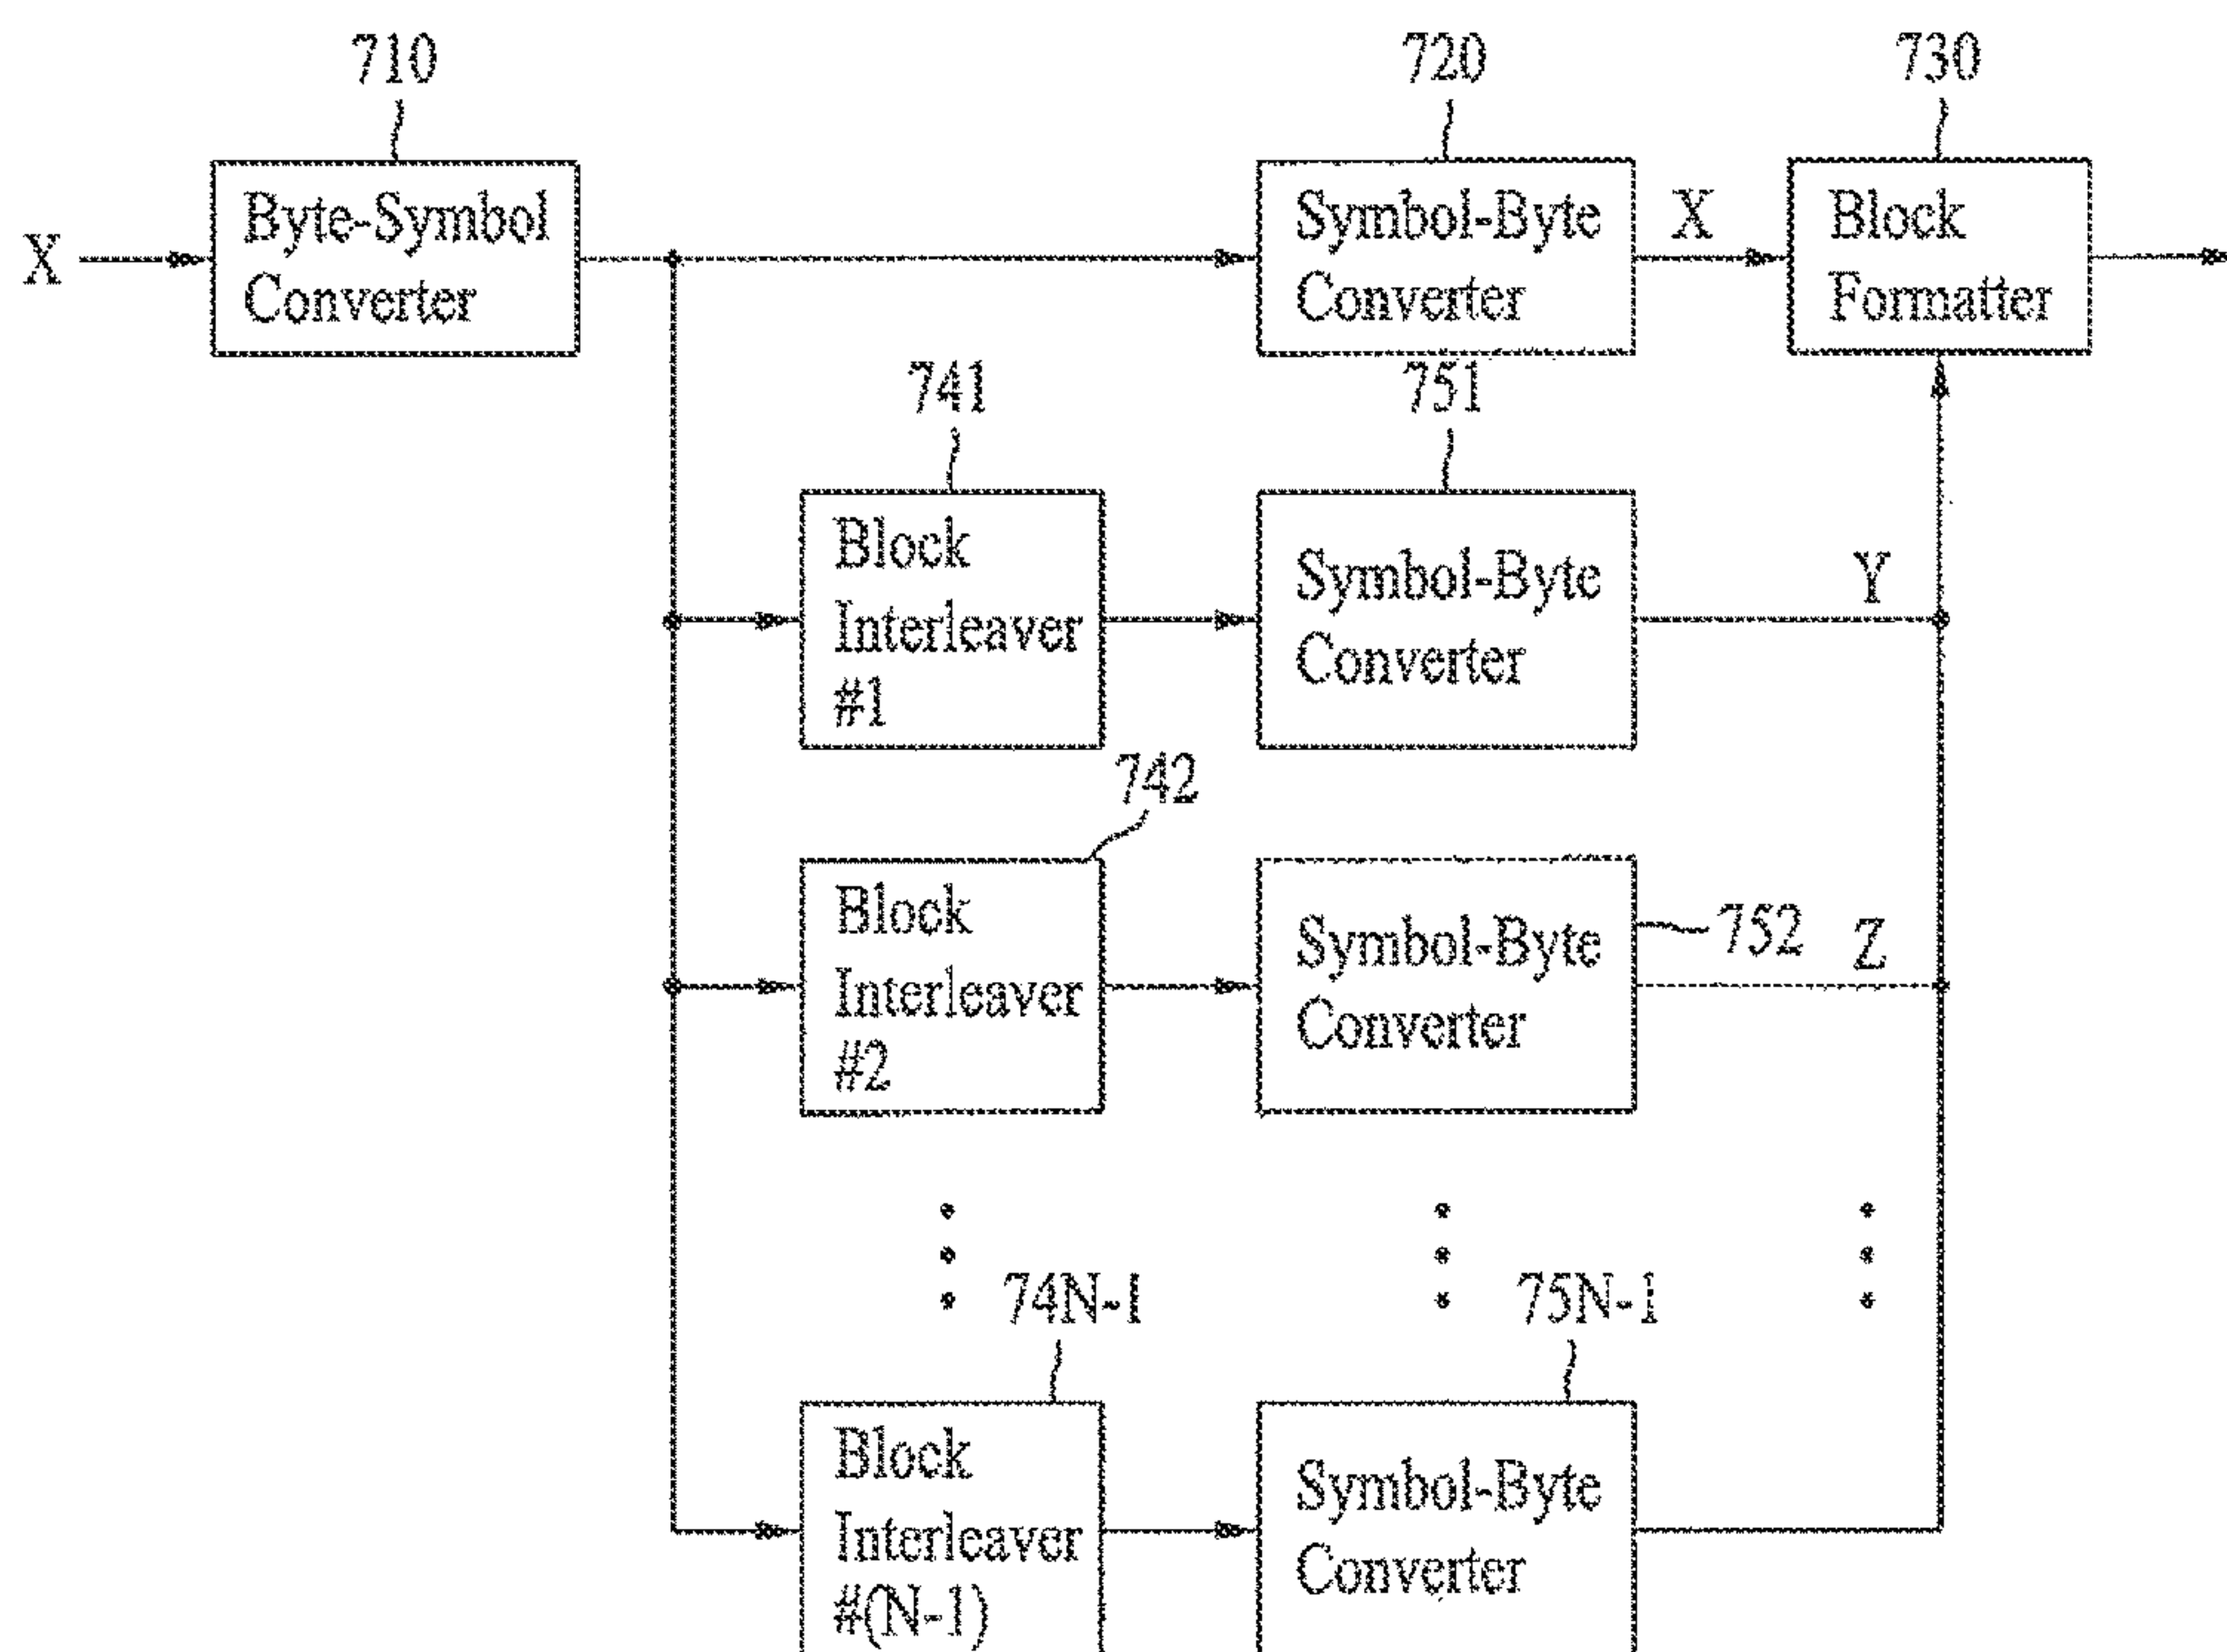 710
720
730
X
Byte-Symbol
Converter
Symbol-Byte
Converter
X
Block
Formatter
741
751
Block
Interleaver
#1
Symbol-Byte
Converter
Y
742
Block
Interleaver
#2
Symbol-Byte
Converter
752
Z
74N-1
75N-1
Block
Interleaver
#(N-1)
Symbol-Byte
Converter